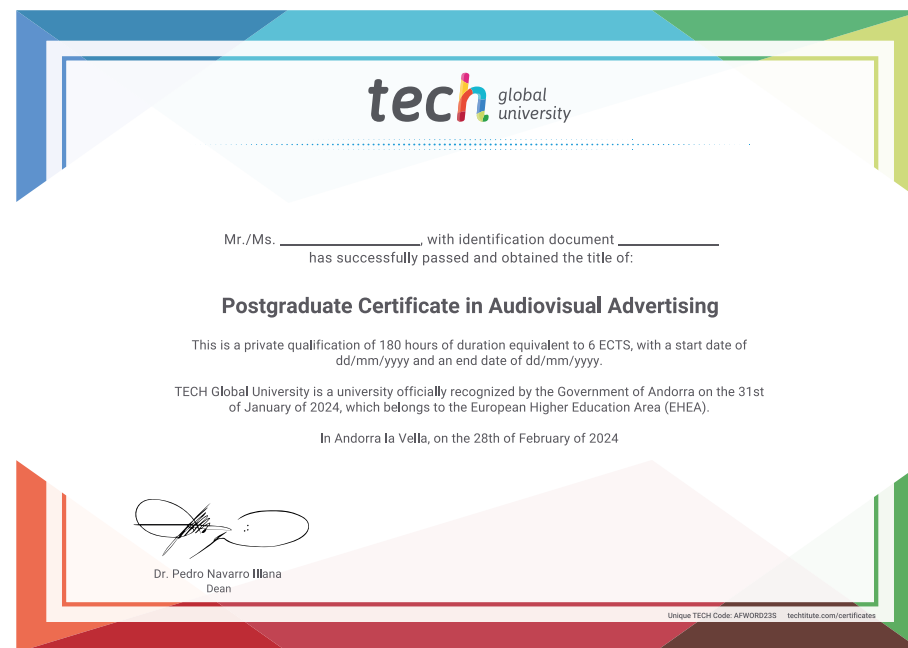 tech global university
Mr./Ms. ____________, with identification document ____________
has successfully passed and obtained the title of:
Postgraduate Certificate in Audiovisual Advertising
This is a private qualification of 180 hours of duration equivalent to 6 ECTS, with a start date of
dd/mm/yyyy and an end date of dd/mm/yyyy.
TECH Global University is a university officially recognized by the Government of Andorra on the 31st
of January of 2024, which belongs to the European Higher Education Area (EHEA).
In Andorra la Vella, on the 28th of February of 2024
Dr. Pedro Navarro Illana
Dean
Unique TECH Code: AFWORD23S techtitute.com/certificates